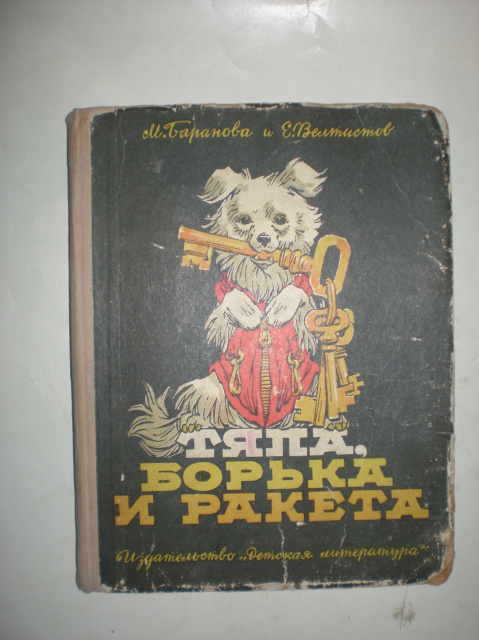 М. Баранова и Е. Велтистов
ТЯПА,
БОРЬКА
И РАКЕТА
Издательство „Детская литература"